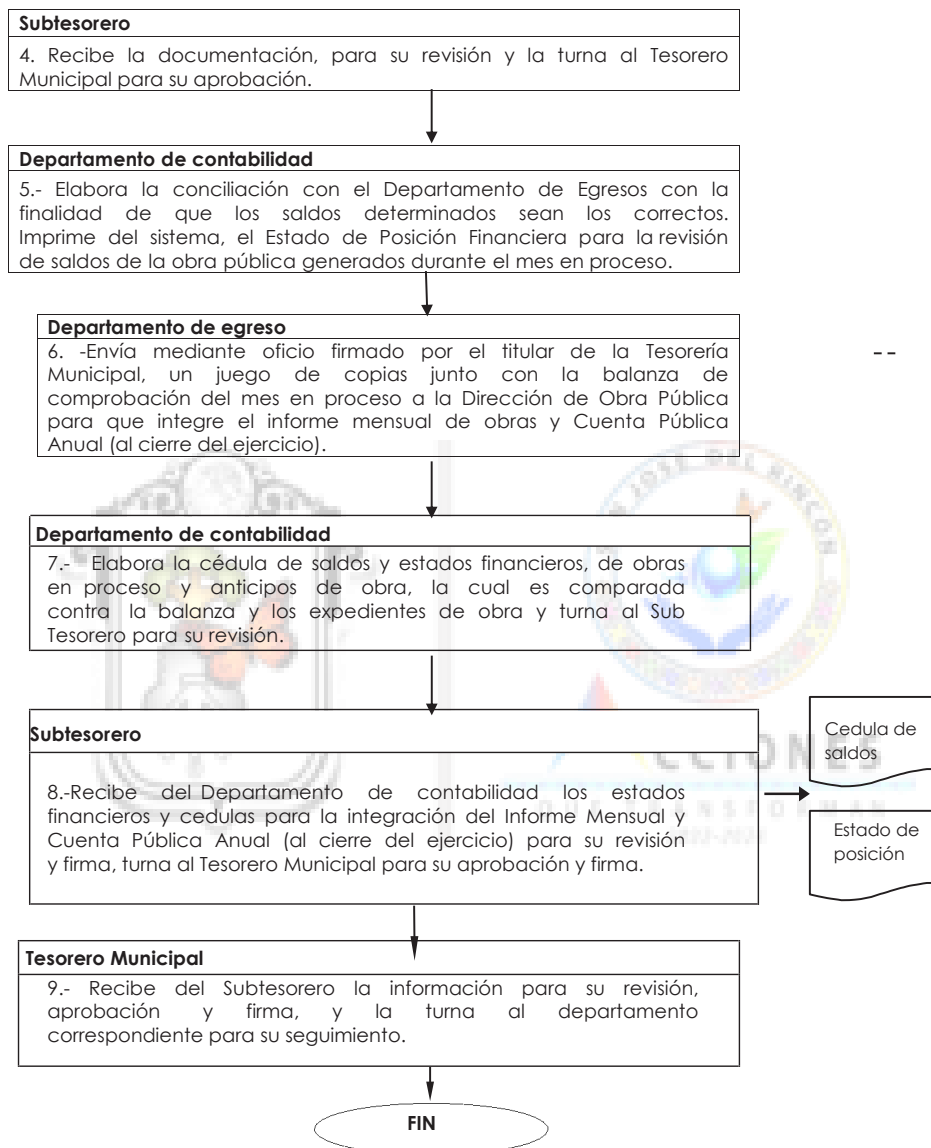 Subtesorero
4. Recibe la documentación, para su revisión y la turna al Tesorero
Municipal para su aprobación.
Departamento de contabilidad
5.- Elabora la conciliación con el Departamento de Egresos con la
finalidad de que los saldos determinados sean los correctos.
Imprime del sistema, el Estado de Posición Financiera para la revisión
de saldos de la obra pública generados durante el mes en proceso.
Departamento de egreso
6. -Envía mediante oficio firmado por el titular de la Tesorería
Municipal, un juego de copias junto con la balanza de
comprobación del mes en proceso a la Dirección de Obra Pública
para que integre el informe mensual de obras y Cuenta Pública
Anual (al cierre del ejercicio).
--
SAN JOSE DEL RINCON
Departamento de contabilidad
7.- Elabora la cédula de saldos y estados financieros, de obras
en proceso y anticipos de obra, la cual es comparada
contra la balanza y los expedientes de obra y turna al Sub
Tesorero para su revisión.
Subtesorero
8.-Recibe del Departamento de contabilidad los estados
financieros y cedulas para la integración del Informe Mensual y
Cuenta Pública Anual (al cierre del ejercicio) para su revisión
y firma, turna al Tesorero Municipal para su aprobación y firma.
Cedula de
saldos
Estado de
posición
ACCIONES
QUE TRANSFORMAN
Tesorero Municipal
9.- Recibe del Subtesorero la información para su revisión,
aprobación y firma, y la turna al departamento
correspondiente para su seguimiento.
FIN